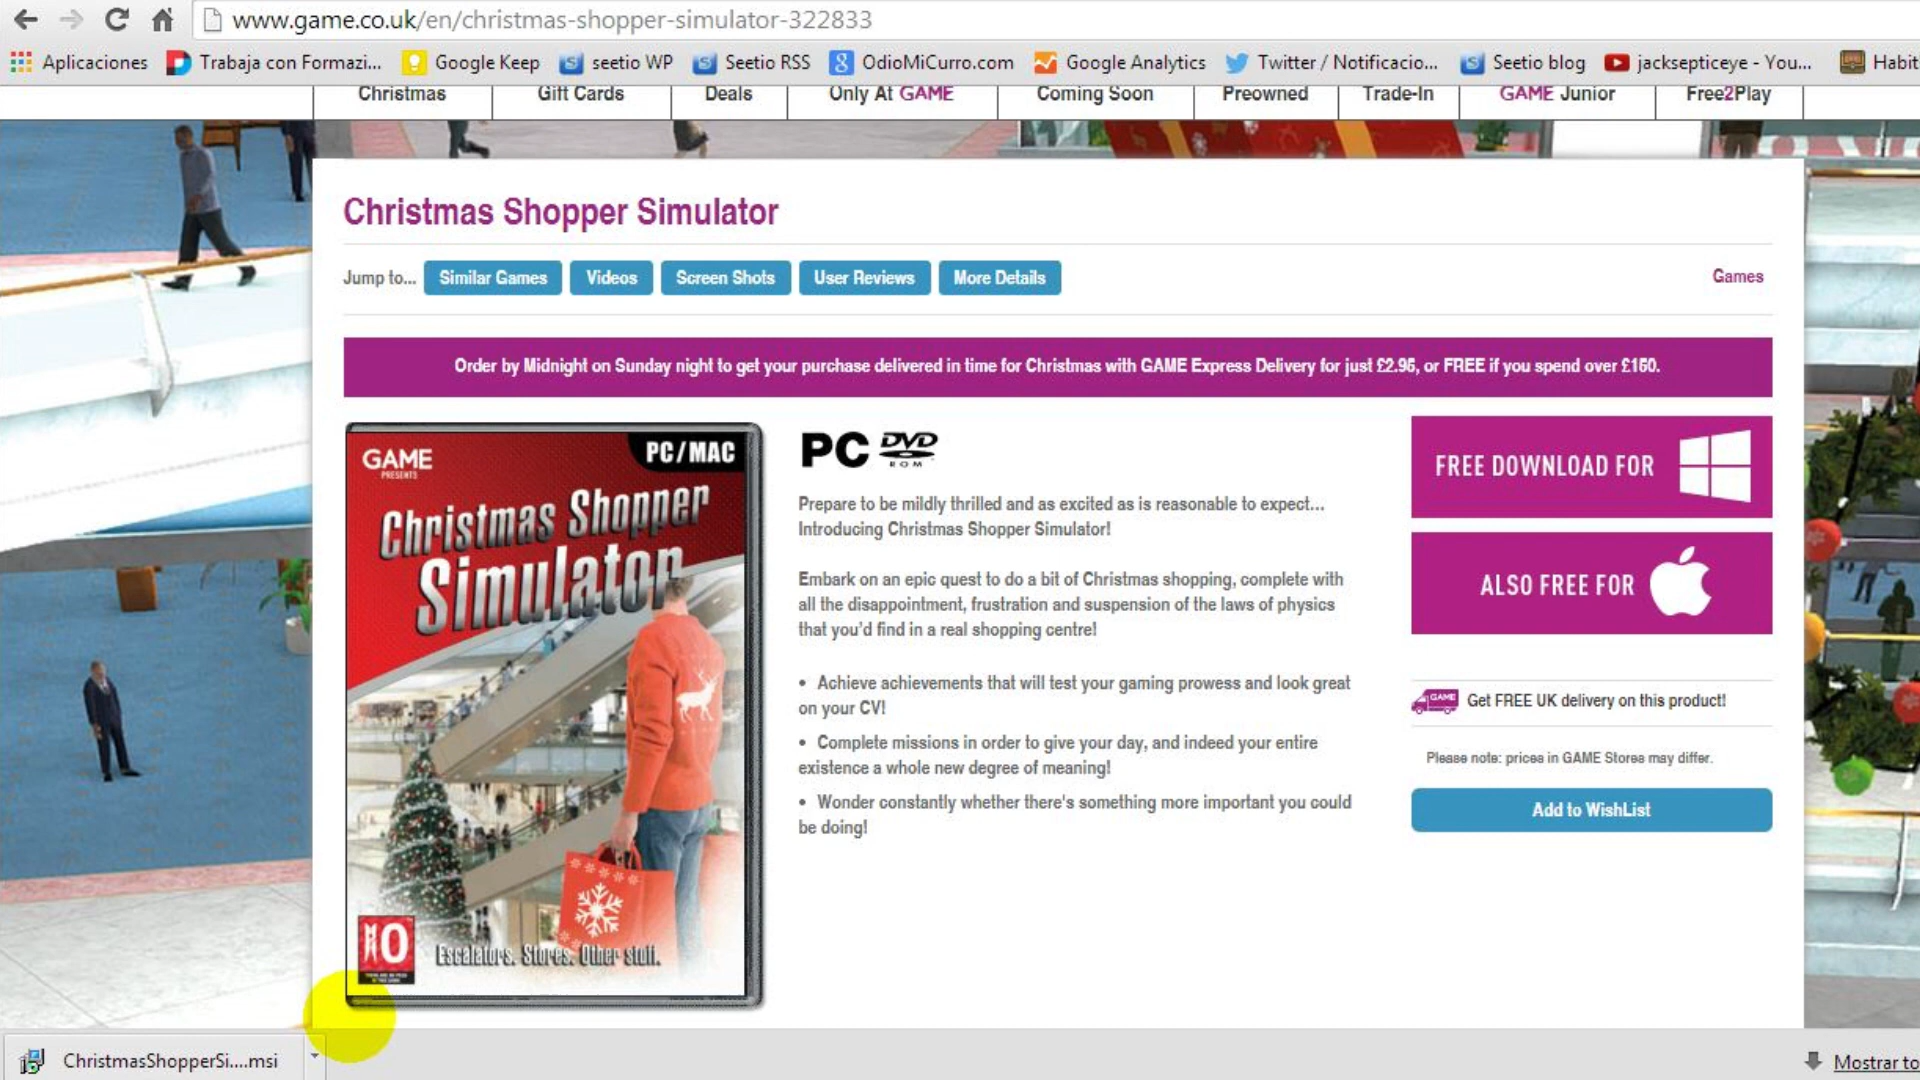 www.game.co.uk/en/christmas-shopper-simulator-322833
Aplicaciones Trabaja con Formazi... Google Keep seetio WP Seetio RSS OdioMiCurro.com Google Analytics Twitter / Notificacio... Seetio blog jacksepticeye - You... Habit
Christmas Gift Cards Deals Only At GAME Coming Soon Preowned Trade-In GAME Junior Free2Play
Christmas Shopper Simulator
Jump to... Similar Games Videos Screen Shots User Reviews More Details Games
Order by Midnight on Sunday night to get your purchase delivered in time for Christmas with GAME Express Delivery for just £2.95, or FREE if you spend over £150.
GAME
PRESENTS
PC/MAC
Christmas Shopper
Simulator
10
Escalators. Stores. Other stuff.
PC DVD
ROM
Prepare to be mildly thrilled and as excited as is reasonable to expect...
Introducing Christmas Shopper Simulator!
Embark on an epic quest to do a bit of Christmas shopping, complete with
all the disappointment, frustration and suspension of the laws of physics
that you'd find in a real shopping centre!
• Achieve achievements that will test your gaming prowess and look great
on your CV!
• Complete missions in order to give your day, and indeed your entire
existence a whole new degree of meaning!
• Wonder constantly whether there's something more important you could
be doing!
FREE DOWNLOAD FOR
ALSO FREE FOR
GAME Get FREE UK delivery on this product!
Please note: prices in GAME Stores may differ.
Add to WishList
ChristmasShopperSi....msi
Mostrar to